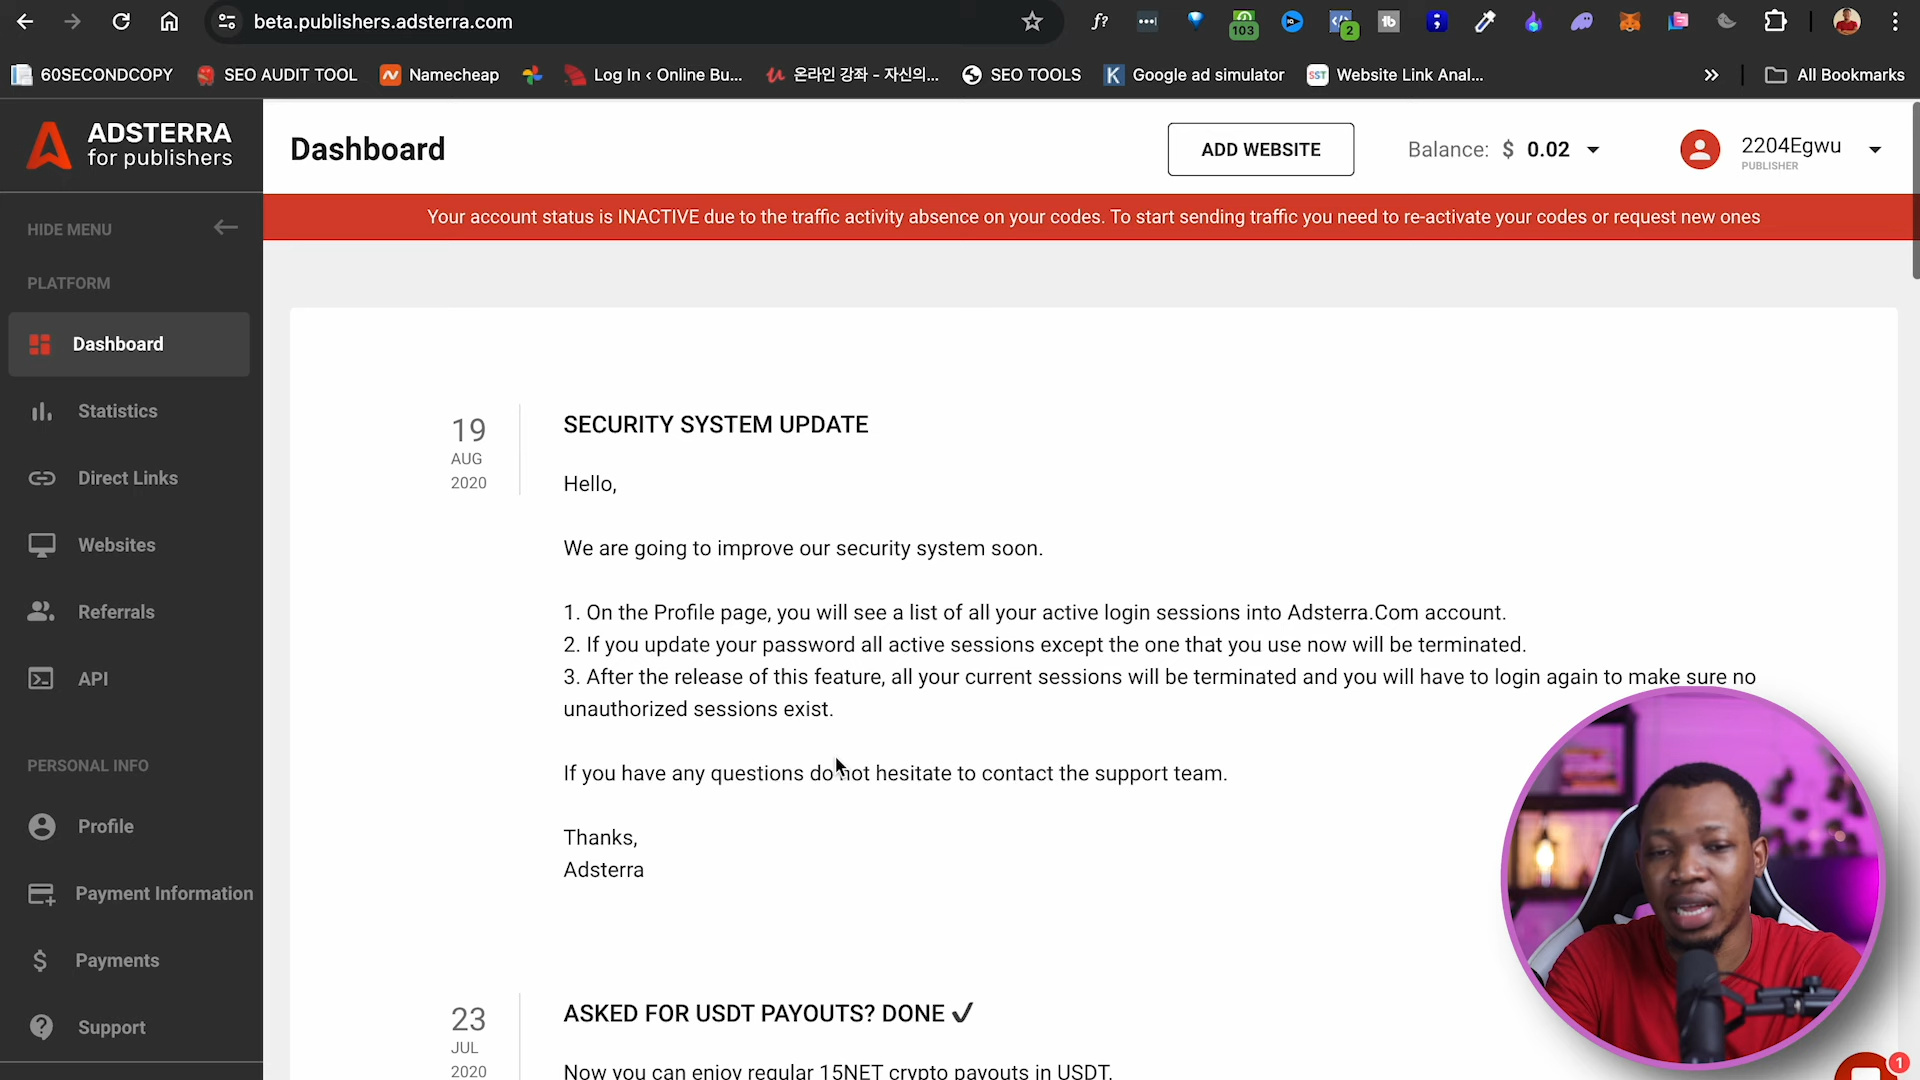 beta.publishers.adsterra.com
f?
103
2
tb
60SECONDCOPY
SEO AUDIT TOOL
Namecheap
Log In ‹ Online Bu...
온라인 강좌 - 자신의...
SEO TOOLS
K
Google ad simulator
SST
Website Link Anal...
»
All Bookmarks
ADSTERRA
for publishers
Dashboard
ADD WEBSITE
Balance: $ 0.02
2204Egwu
PUBLISHER
Your account status is INACTIVE due to the traffic activity absence on your codes. To start sending traffic you need to re-activate your codes or request new ones
HIDE MENU
PLATFORM
Dashboard
Statistics
Direct Links
Websites
Referrals
API
PERSONAL INFO
Profile
Payment Information
Payments
Support
19
AUG
2020
SECURITY SYSTEM UPDATE
Hello,
We are going to improve our security system soon.
1. On the Profile page, you will see a list of all your active login sessions into Adsterra.Com account.
2. If you update your password all active sessions except the one that you use now will be terminated.
3. After the release of this feature, all your current sessions will be terminated and you will have to login again to make sure no
unauthorized sessions exist.
If you have any questions do not hesitate to contact the support team.
Thanks,
Adsterra
23
JUL
2020
ASKED FOR USDT PAYOUTS? DONE ✓
Now you can enjoy regular 15NET crypto payouts in USDT.
1